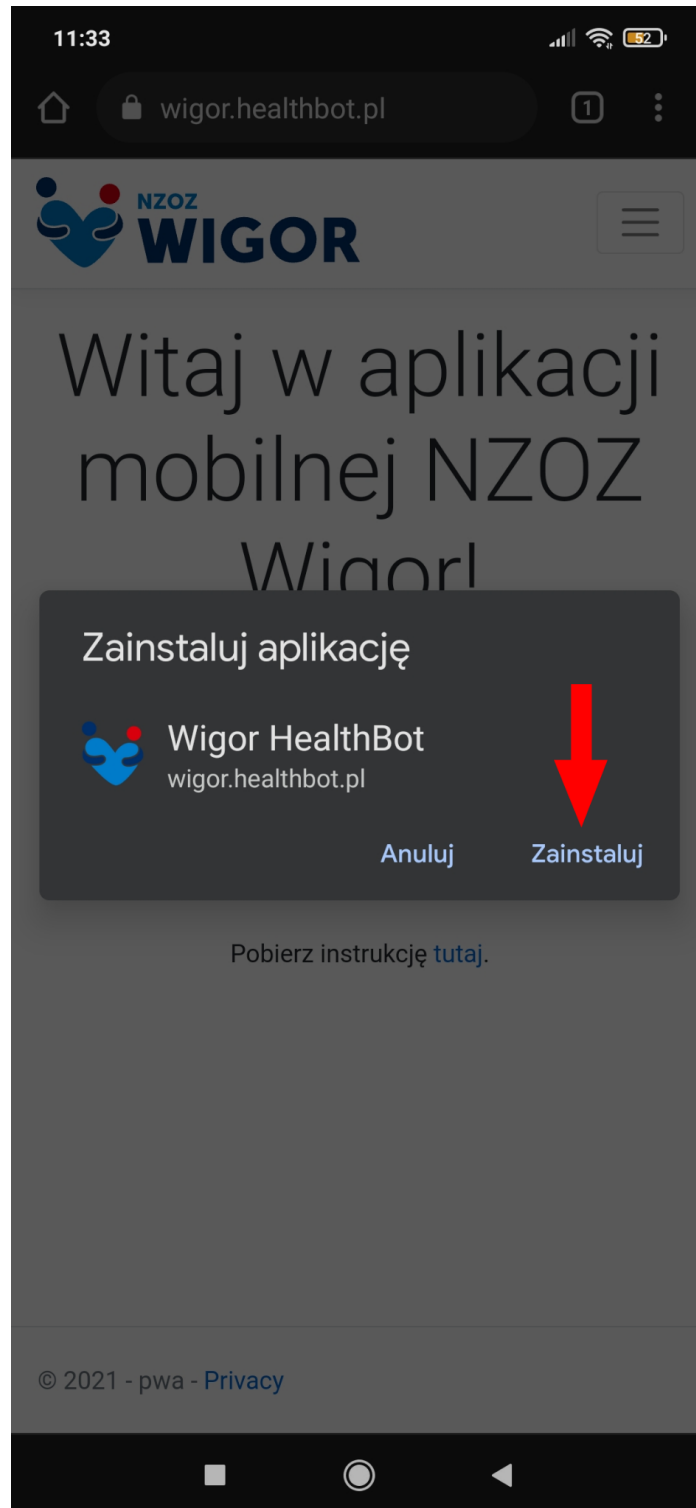 11:33
52
wigor.healthbot.pl
1
NZOZ
WIGOR
Witaj w aplikacji
mobilnej NZOZ
Wigor!
Zainstaluj aplikację
Wigor HealthBot
wigor.healthbot.pl
Anuluj
Zainstaluj
Pobierz instrukcję tutaj.
© 2021 - pwa - Privacy